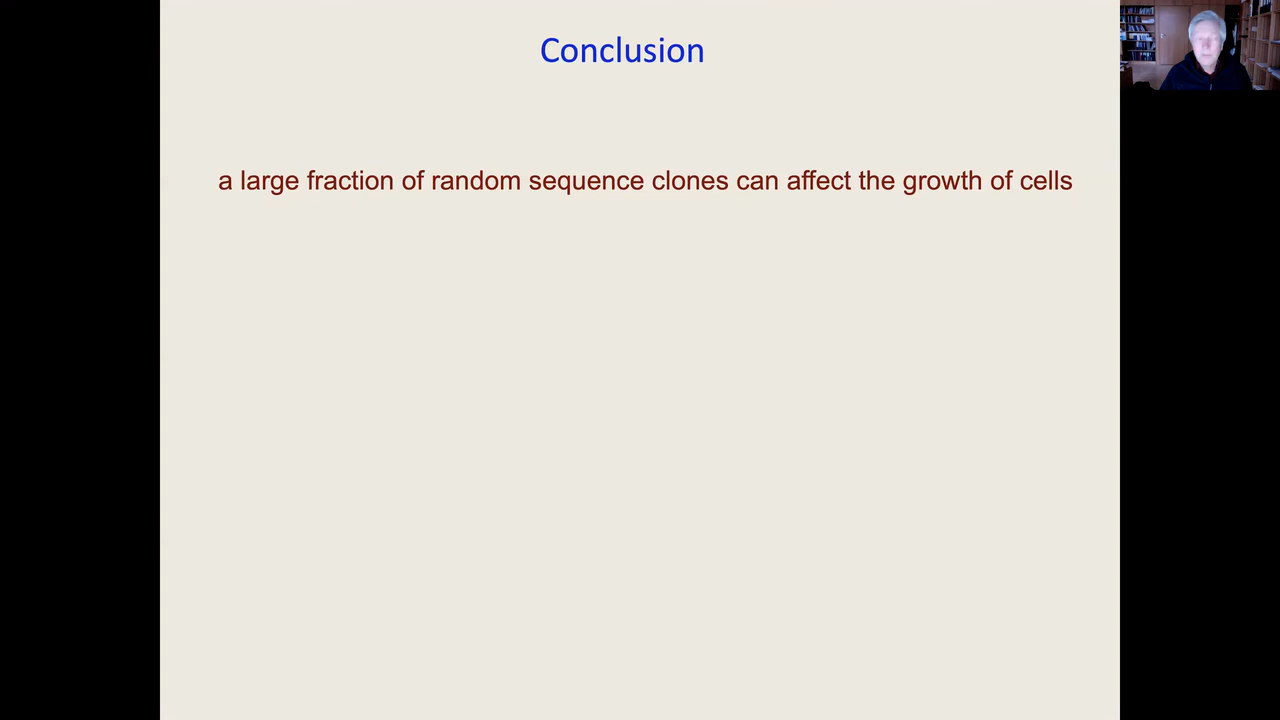 Conclusion
a large fraction of random sequence clones can affect the growth of cells